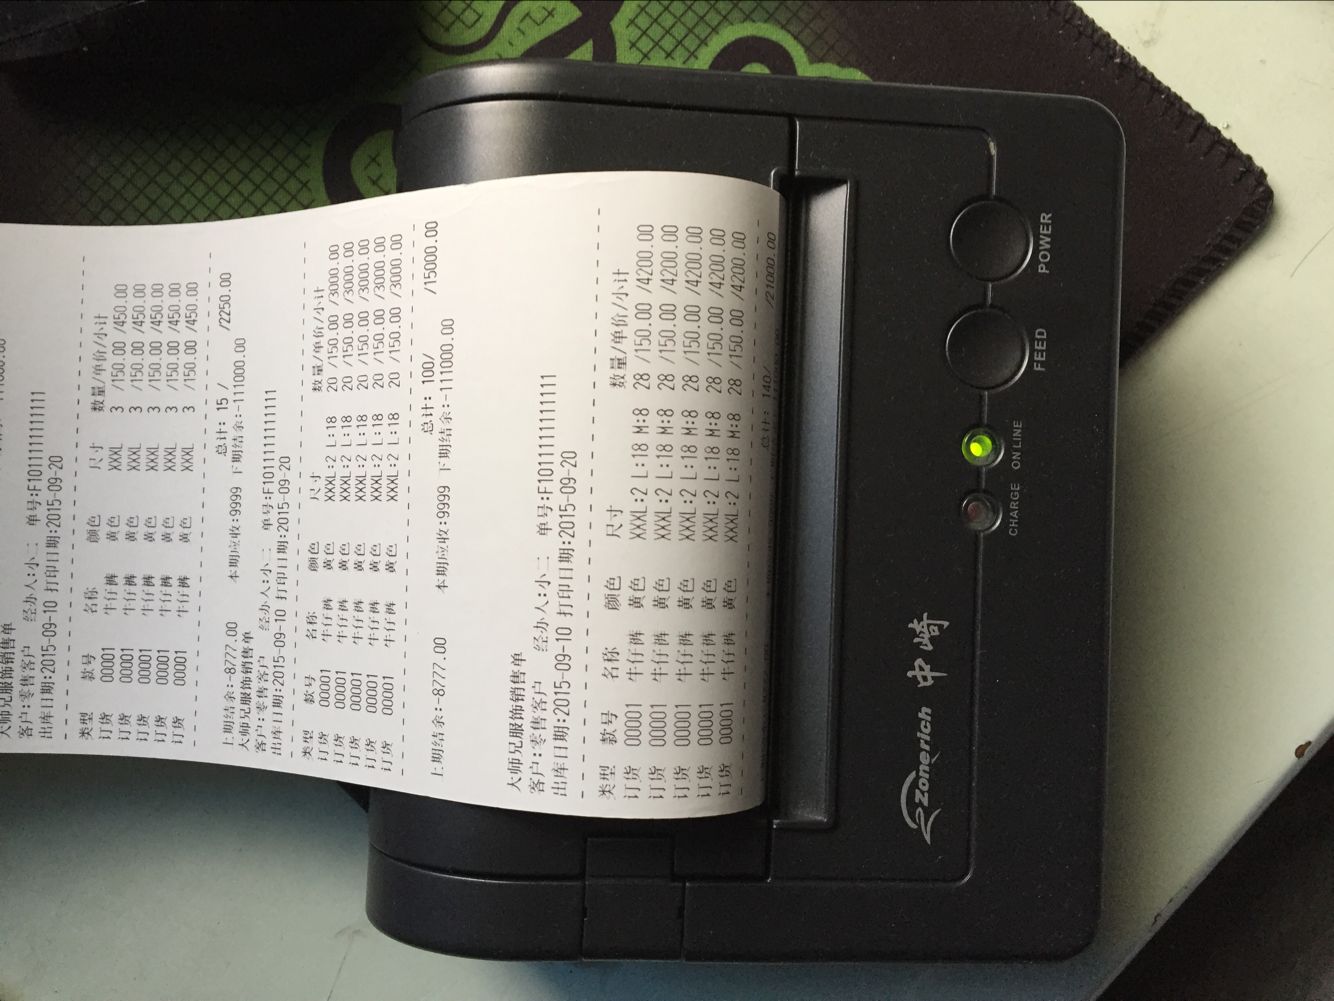 大师兄服饰销售单
客户:零售客户 经办人:小二 单号:F1011111111111
出库日期:2015-09-10 打印日期:2015-09-20
类型 款号 名称 颜色 尺寸 数量/单价/小计
订货 00001 牛仔裤 黄色 XXXL 3 /150.00 /450.00
订货 00001 牛仔裤 黄色 XXXL 3 /150.00 /450.00
订货 00001 牛仔裤 黄色 XXXL 3 /150.00 /450.00
订货 00001 牛仔裤 黄色 XXXL 3 /150.00 /450.00
订货 00001 牛仔裤 黄色 XXXL 3 /150.00 /450.00
总计: 15 / /2250.00
上期结余:-8777.00 本期应收:9999 下期结余:-111000.00
大师兄服饰销售单
客户:零售客户 经办人:小二 单号:F1011111111111
出库日期:2015-09-10 打印日期:2015-09-20
类型 款号 名称 颜色 尺寸 数量/单价/小计
订货 00001 牛仔裤 黄色 XXXL:2 L:18 20 /150.00 /3000.00
订货 00001 牛仔裤 黄色 XXXL:2 L:18 20 /150.00 /3000.00
订货 00001 牛仔裤 黄色 XXXL:2 L:18 20 /150.00 /3000.00
订货 00001 牛仔裤 黄色 XXXL:2 L:18 20 /150.00 /3000.00
订货 00001 牛仔裤 黄色 XXXL:2 L:18 20 /150.00 /3000.00
总计: 100/ /15000.00
上期结余:-8777.00 本期应收:9999 下期结余:-111000.00
大师兄服饰销售单
客户:零售客户 经办人:小二 单号:F1011111111111
出库日期:2015-09-10 打印日期:2015-09-20
类型 款号 名称 颜色 尺寸 数量/单价/小计
订货 00001 牛仔裤 黄色 XXXL:2 L:18 M:8 28 /150.00 /4200.00
订货 00001 牛仔裤 黄色 XXXL:2 L:18 M:8 28 /150.00 /4200.00
订货 00001 牛仔裤 黄色 XXXL:2 L:18 M:8 28 /150.00 /4200.00
订货 00001 牛仔裤 黄色 XXXL:2 L:18 M:8 28 /150.00 /4200.00
订货 00001 牛仔裤 黄色 XXXL:2 L:18 M:8 28 /150.00 /4200.00
总计: 140/ /21000.00
Zonerich 中崎
CHARGE ON LINE
FEED POWER